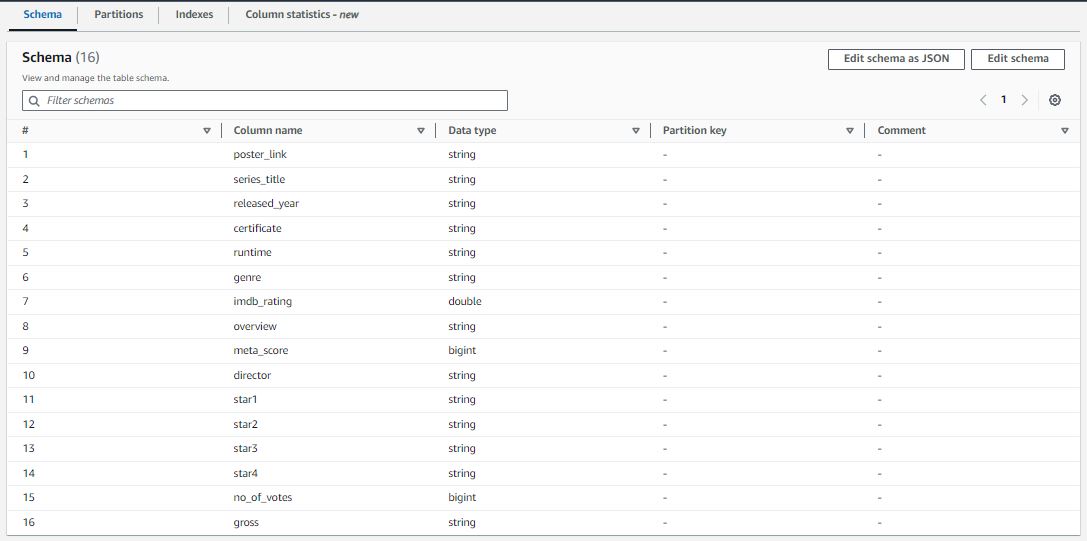 Schema Partitions Indexes Column statistics - new
Schema (16)
Edit schema as JSON Edit schema
View and manage the table schema.
Filter schemas
1
# Column name Data type Partition key Comment
1 poster_link string - -
2 series_title string - -
3 released_year string - -
4 certificate string - -
5 runtime string - -
6 genre string - -
7 imdb_rating double - -
8 overview string - -
9 meta_score bigint - -
10 director string - -
11 star1 string - -
12 star2 string - -
13 star3 string - -
14 star4 string - -
15 no_of_votes bigint - -
16 gross string - -